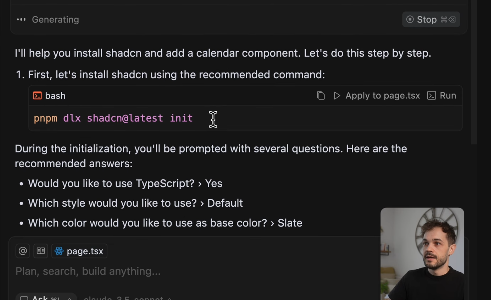 Generating
Stop ⌘⌫
I'll help you install shadcn and add a calendar component. Let's do this step by step.
1. First, let's install shadcn using the recommended command:
bash Apply to page.tsx Run
pnpm dlx shadcn@latest init
During the initialization, you'll be prompted with several questions. Here are the
recommended answers:
• Would you like to use TypeScript? › Yes
• Which style would you like to use? › Default
• Which color would you like to use as base color? › Slate
@ page.tsx
Plan, search, build anything...
Ask claude-3.5-sonnet